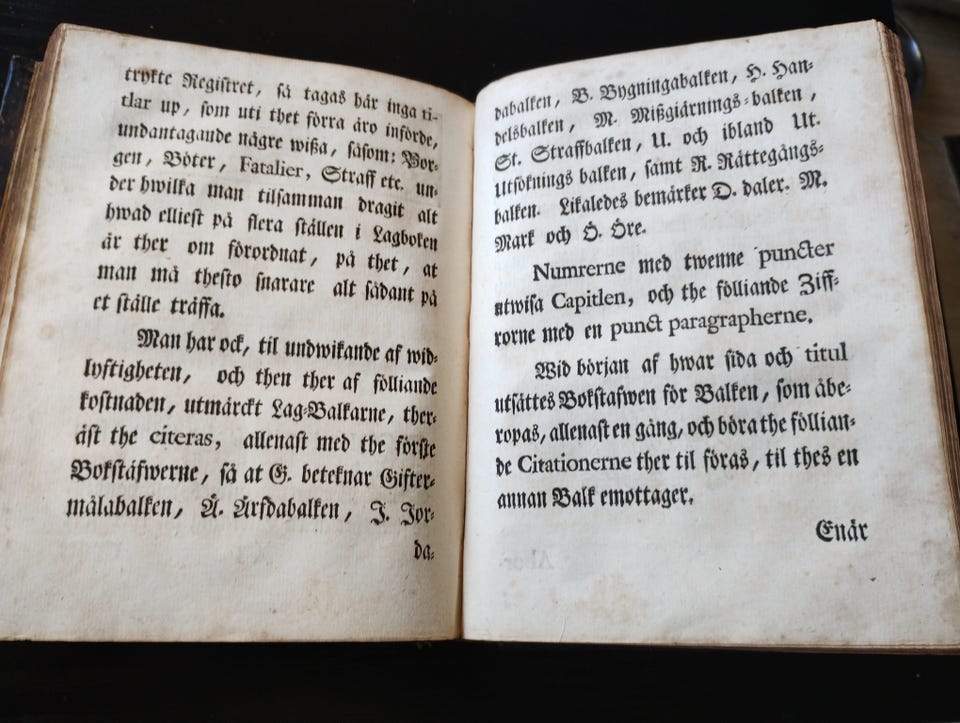 trykte Registret, så tagas här inga ti-
tlar up, som uti thet förra äro införde,
undantagande någre wißa, såsom: Bor-
gen, Böter, Fatalier, Straff etc. un-
der hwilka man tilsamman dragit alt
hwad elliest på flera ställen i Lagboken
är ther om förordnat, på thet, at
man må thesto snarare alt sådant på
et ställe träffa.
Man har ock, til undwikande af wid-
lyftigheten, och then ther af fölliande
kostnaden, utmärckt Lag-Balkarne, ther-
äst the citeras, allenast med the förste
Bokstäfwerne, så at G. beteknar Gifter-
målabalken, Ä. Ärfdabalken, J. Jor-
da-
dabalken, B. Bygningabalken, H. Han-
delsbalken, M. Mißgiärnings-balken,
St. Straffbalken, U. och ibland Ut.
Utsöknings balken, samt R. Rättegångs-
balken. Likaledes bemärker D. daler. M.
Mark och Ö. Öre.
Numrerne med twenne puncter
utwisa Capitlen, och the fölliande Ziff-
rorne med en punct paragrapherne.
Wid början af hwar sida och titul
utsättes Bokstafwen för Balken, som åbe-
ropas, allenast en gång, och böra the föllian-
de Citationerne ther til föras, til thes en
annan Balk emottager.
Enär